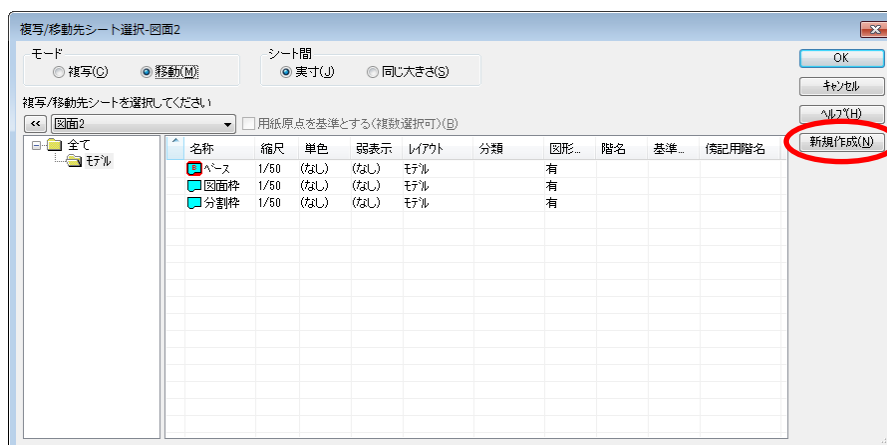 複写/移動先シート選択-図面2
モード
複写(C)
移動(M)
シート間
実寸(J)
同じ大きさ(S)
OK
キャンセル
ヘルプ(H)
新規作成(N)
複写/移動先シートを選択してください
<< 図面2
用紙原点を基準とする(複数選択可)(B)
全て
モデル
名称 縮尺 単色 弱表示 レイアウト 分類 図形... 階名 基準... 傍記用階名
ベース 1/50 (なし) (なし) モデル 有
図面枠 1/50 (なし) (なし) モデル 有
分割枠 1/50 (なし) (なし) モデル 有